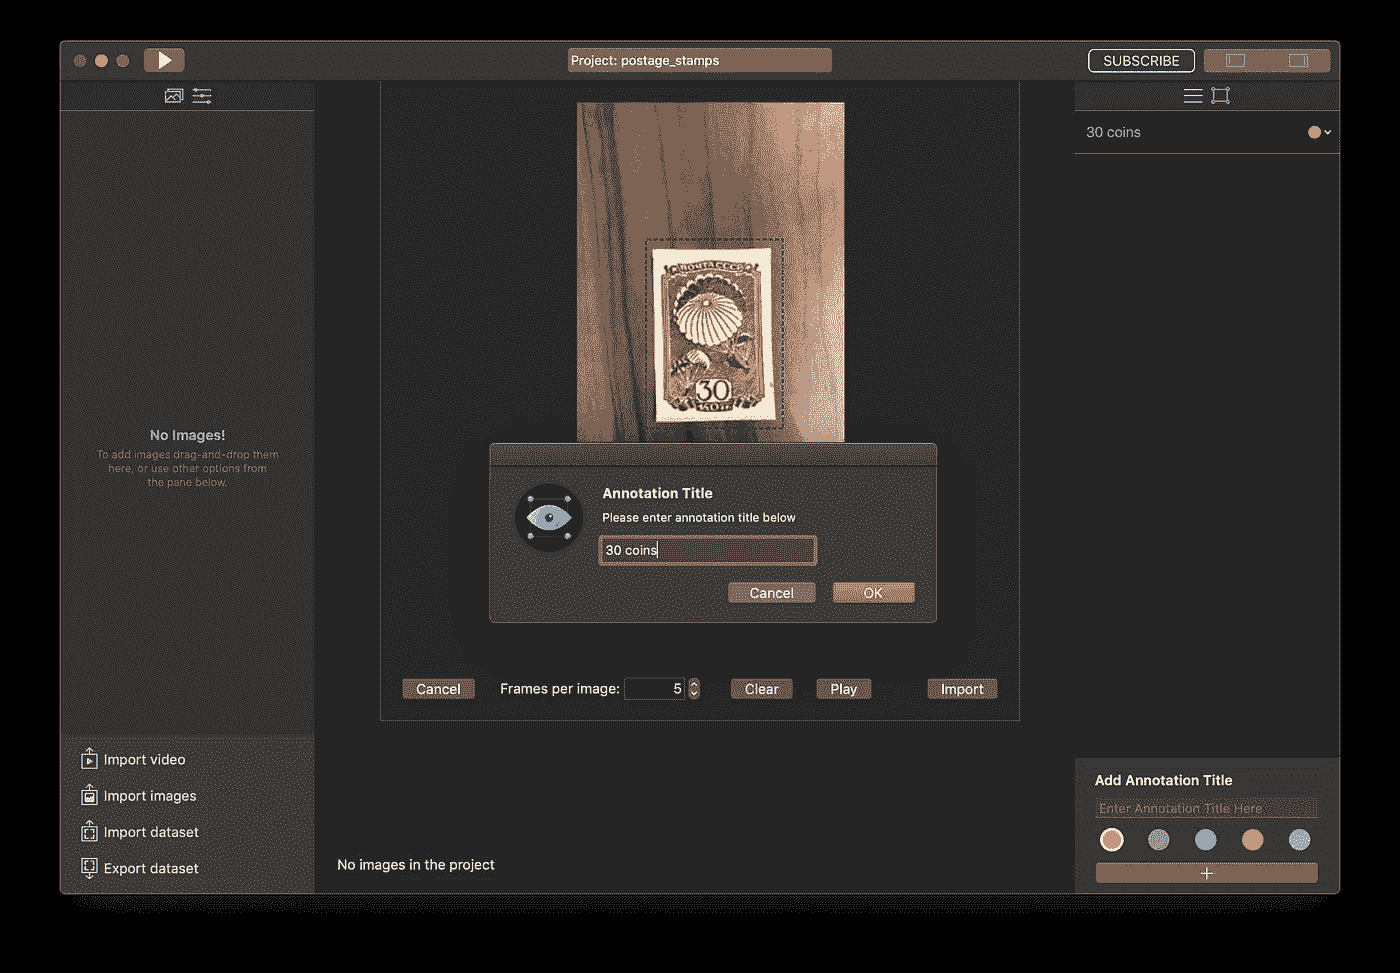 Project: postage_stamps
SUBSCRIBE
30 coins
ПОЧТА СССР
30
No Images!
To add images drag-and-drop them
here, or use other options from
the pane below.
Annotation Title
Please enter annotation title below
30 coins
Cancel
OK
Cancel
Frames per image:
5
Clear
Play
Import
Import video
Import images
Import dataset
Export dataset
No images in the project
Add Annotation Title
Enter Annotation Title Here